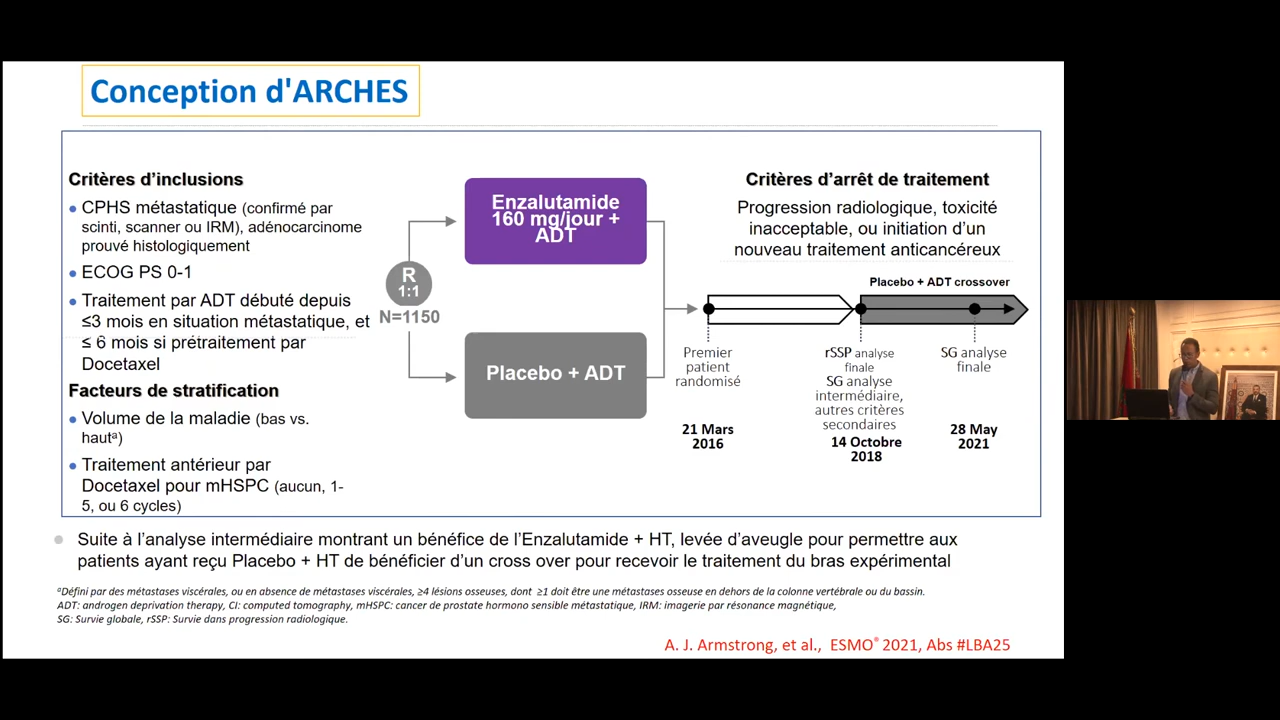 Conception d'ARCHES
Critères d'inclusions
• CPHS métastatique (confirmé par
scinti, scanner ou IRM), adénocarcinome
prouvé histologiquement
• ECOG PS 0-1
• Traitement par ADT débuté depuis
≤3 mois en situation métastatique, et
≤ 6 mois si prétraitement par
Docetaxel
Facteurs de stratification
• Volume de la maladie (bas vs.
hautᵃ)
• Traitement antérieur par
Docetaxel pour mHSPC (aucun, 1-
5, ou 6 cycles)
R
1:1
N=1150
Enzalutamide
160 mg/jour +
ADT
Placebo + ADT
Critères d'arrêt de traitement
Progression radiologique, toxicité
inacceptable, ou initiation d'un
nouveau traitement anticancéreux
Placebo + ADT crossover
Premier
patient
randomisé
21 Mars
2016
rSSP analyse
finale
SG analyse
intermédiaire,
autres critères
secondaires
14 Octobre
2018
SG analyse
finale
28 May
2021
Suite à l'analyse intermédiaire montrant un bénéfice de l'Enzalutamide + HT, levée d'aveugle pour permettre aux
patients ayant reçu Placebo + HT de bénéficier d'un cross over pour recevoir le traitement du bras expérimental
ᵃDéfini par des métastases viscérales, ou en absence de métastases viscérales, ≥4 lésions osseuses, dont ≥1 doit être une métastases osseuse en dehors de la colonne vertébrale ou du bassin.
ADT: androgen deprivation therapy, CI: computed tomography, mHSPC: cancer de prostate hormono sensible métastatique, IRM: imagerie par résonance magnétique,
SG: Survie globale, rSSP: Survie dans progression radiologique.
A. J. Armstrong, et al., ESMO® 2021, Abs #LBA25